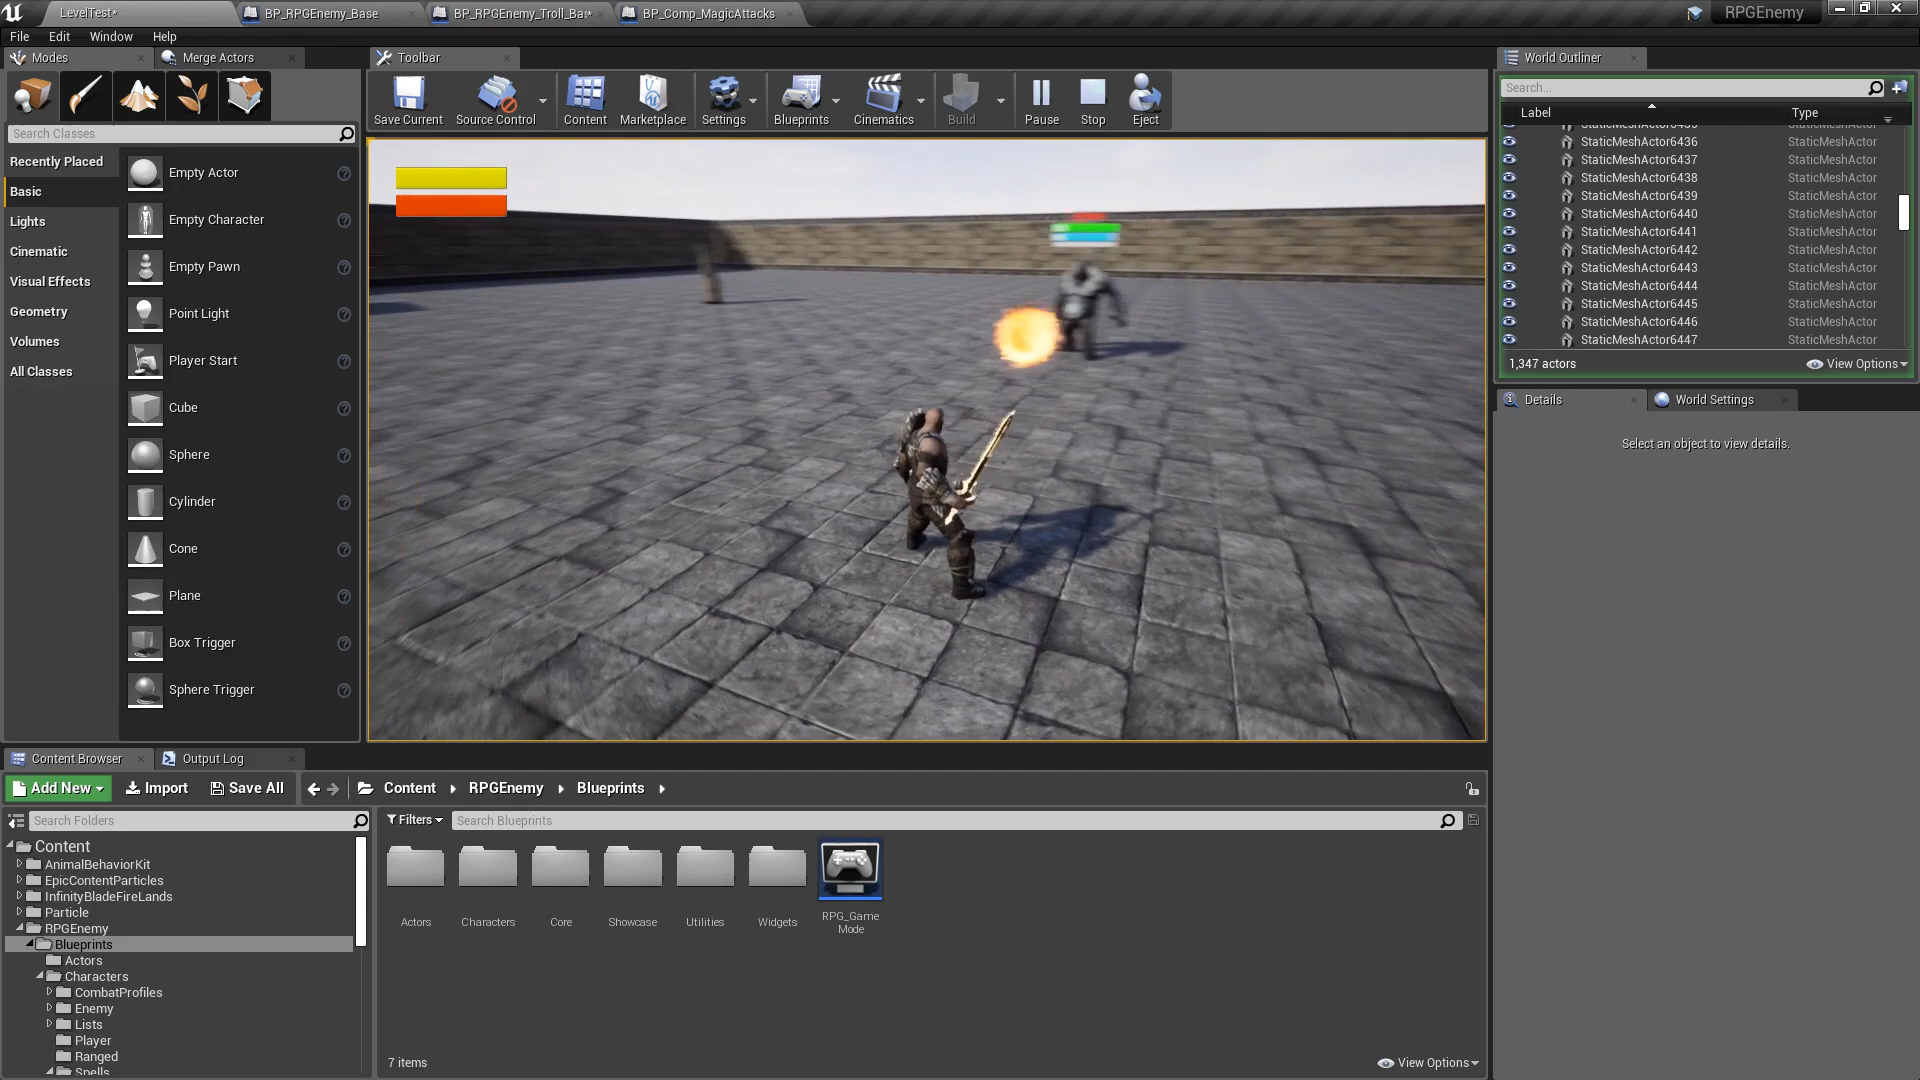 LevelTest*
BP_RPGEnemy_Base
BP_RPGEnemy_Troll_Bas*
BP_Comp_MagicAttacks
RPGEnemy
File Edit Window Help
Modes
Merge Actors
Toolbar
World Outliner
Save Current
Source Control
Content
Marketplace
Settings
Blueprints
Cinematics
Build
Pause
Stop
Eject
Search...
Label Type
Search Classes
Recently Placed
Basic
Lights
Cinematic
Visual Effects
Geometry
Volumes
All Classes
Empty Actor
Empty Character
Empty Pawn
Point Light
Player Start
Cube
Sphere
Cylinder
Cone
Plane
Box Trigger
Sphere Trigger
StaticMeshActor6436 StaticMeshActor
StaticMeshActor6437 StaticMeshActor
StaticMeshActor6438 StaticMeshActor
StaticMeshActor6439 StaticMeshActor
StaticMeshActor6440 StaticMeshActor
StaticMeshActor6441 StaticMeshActor
StaticMeshActor6442 StaticMeshActor
StaticMeshActor6443 StaticMeshActor
StaticMeshActor6444 StaticMeshActor
StaticMeshActor6445 StaticMeshActor
StaticMeshActor6446 StaticMeshActor
StaticMeshActor6447 StaticMeshActor
1,347 actors
View Options
Details
World Settings
Select an object to view details.
Content Browser
Output Log
Add New
Import
Save All
Content
RPGEnemy
Blueprints
Search Folders
Filters
Search Blueprints
Content
AnimalBehaviorKit
EpicContentParticles
InfinityBladeFireLands
Particle
RPGEnemy
Blueprints
Actors
Characters
CombatProfiles
Enemy
Lists
Player
Ranged
Spells
Actors
Characters
Core
Showcase
Utilities
Widgets
RPG_Game
Mode
7 items
View Options